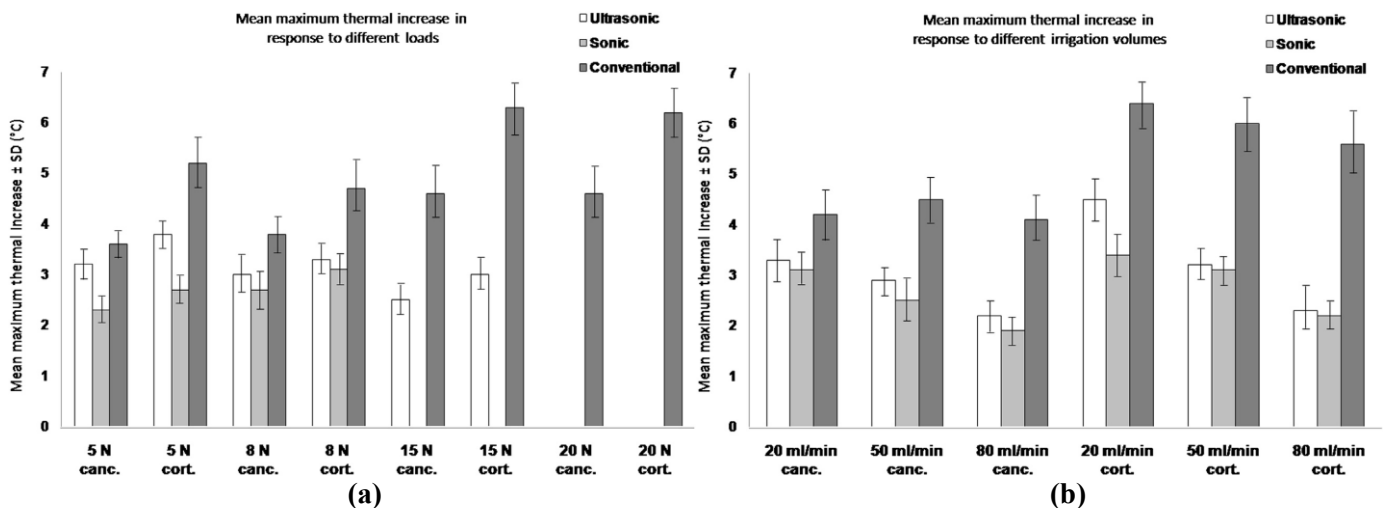 Mean maximum thermal increase in
response to different loads
Ultrasonic
Sonic
Conventional
Mean maximum thermal Increase ± SD (°C)
7
6
5
4
3
2
1
0
5 N
canc.
5 N
cort.
8 N
canc.
8 N
cort.
15 N
canc.
15 N
cort.
20 N
canc.
20 N
cort.
(a)
Mean maximum thermal increase in
response to different irrigation volumes
Ultrasonic
Sonic
Conventional
Mean maximum thermal increase ± SD (°C)
7
6
5
4
3
2
1
0
20 ml/min
canc.
50 ml/min
canc.
80 ml/min
canc.
20 ml/min
cort.
50 ml/min
cort.
80 ml/min
cort.
(b)